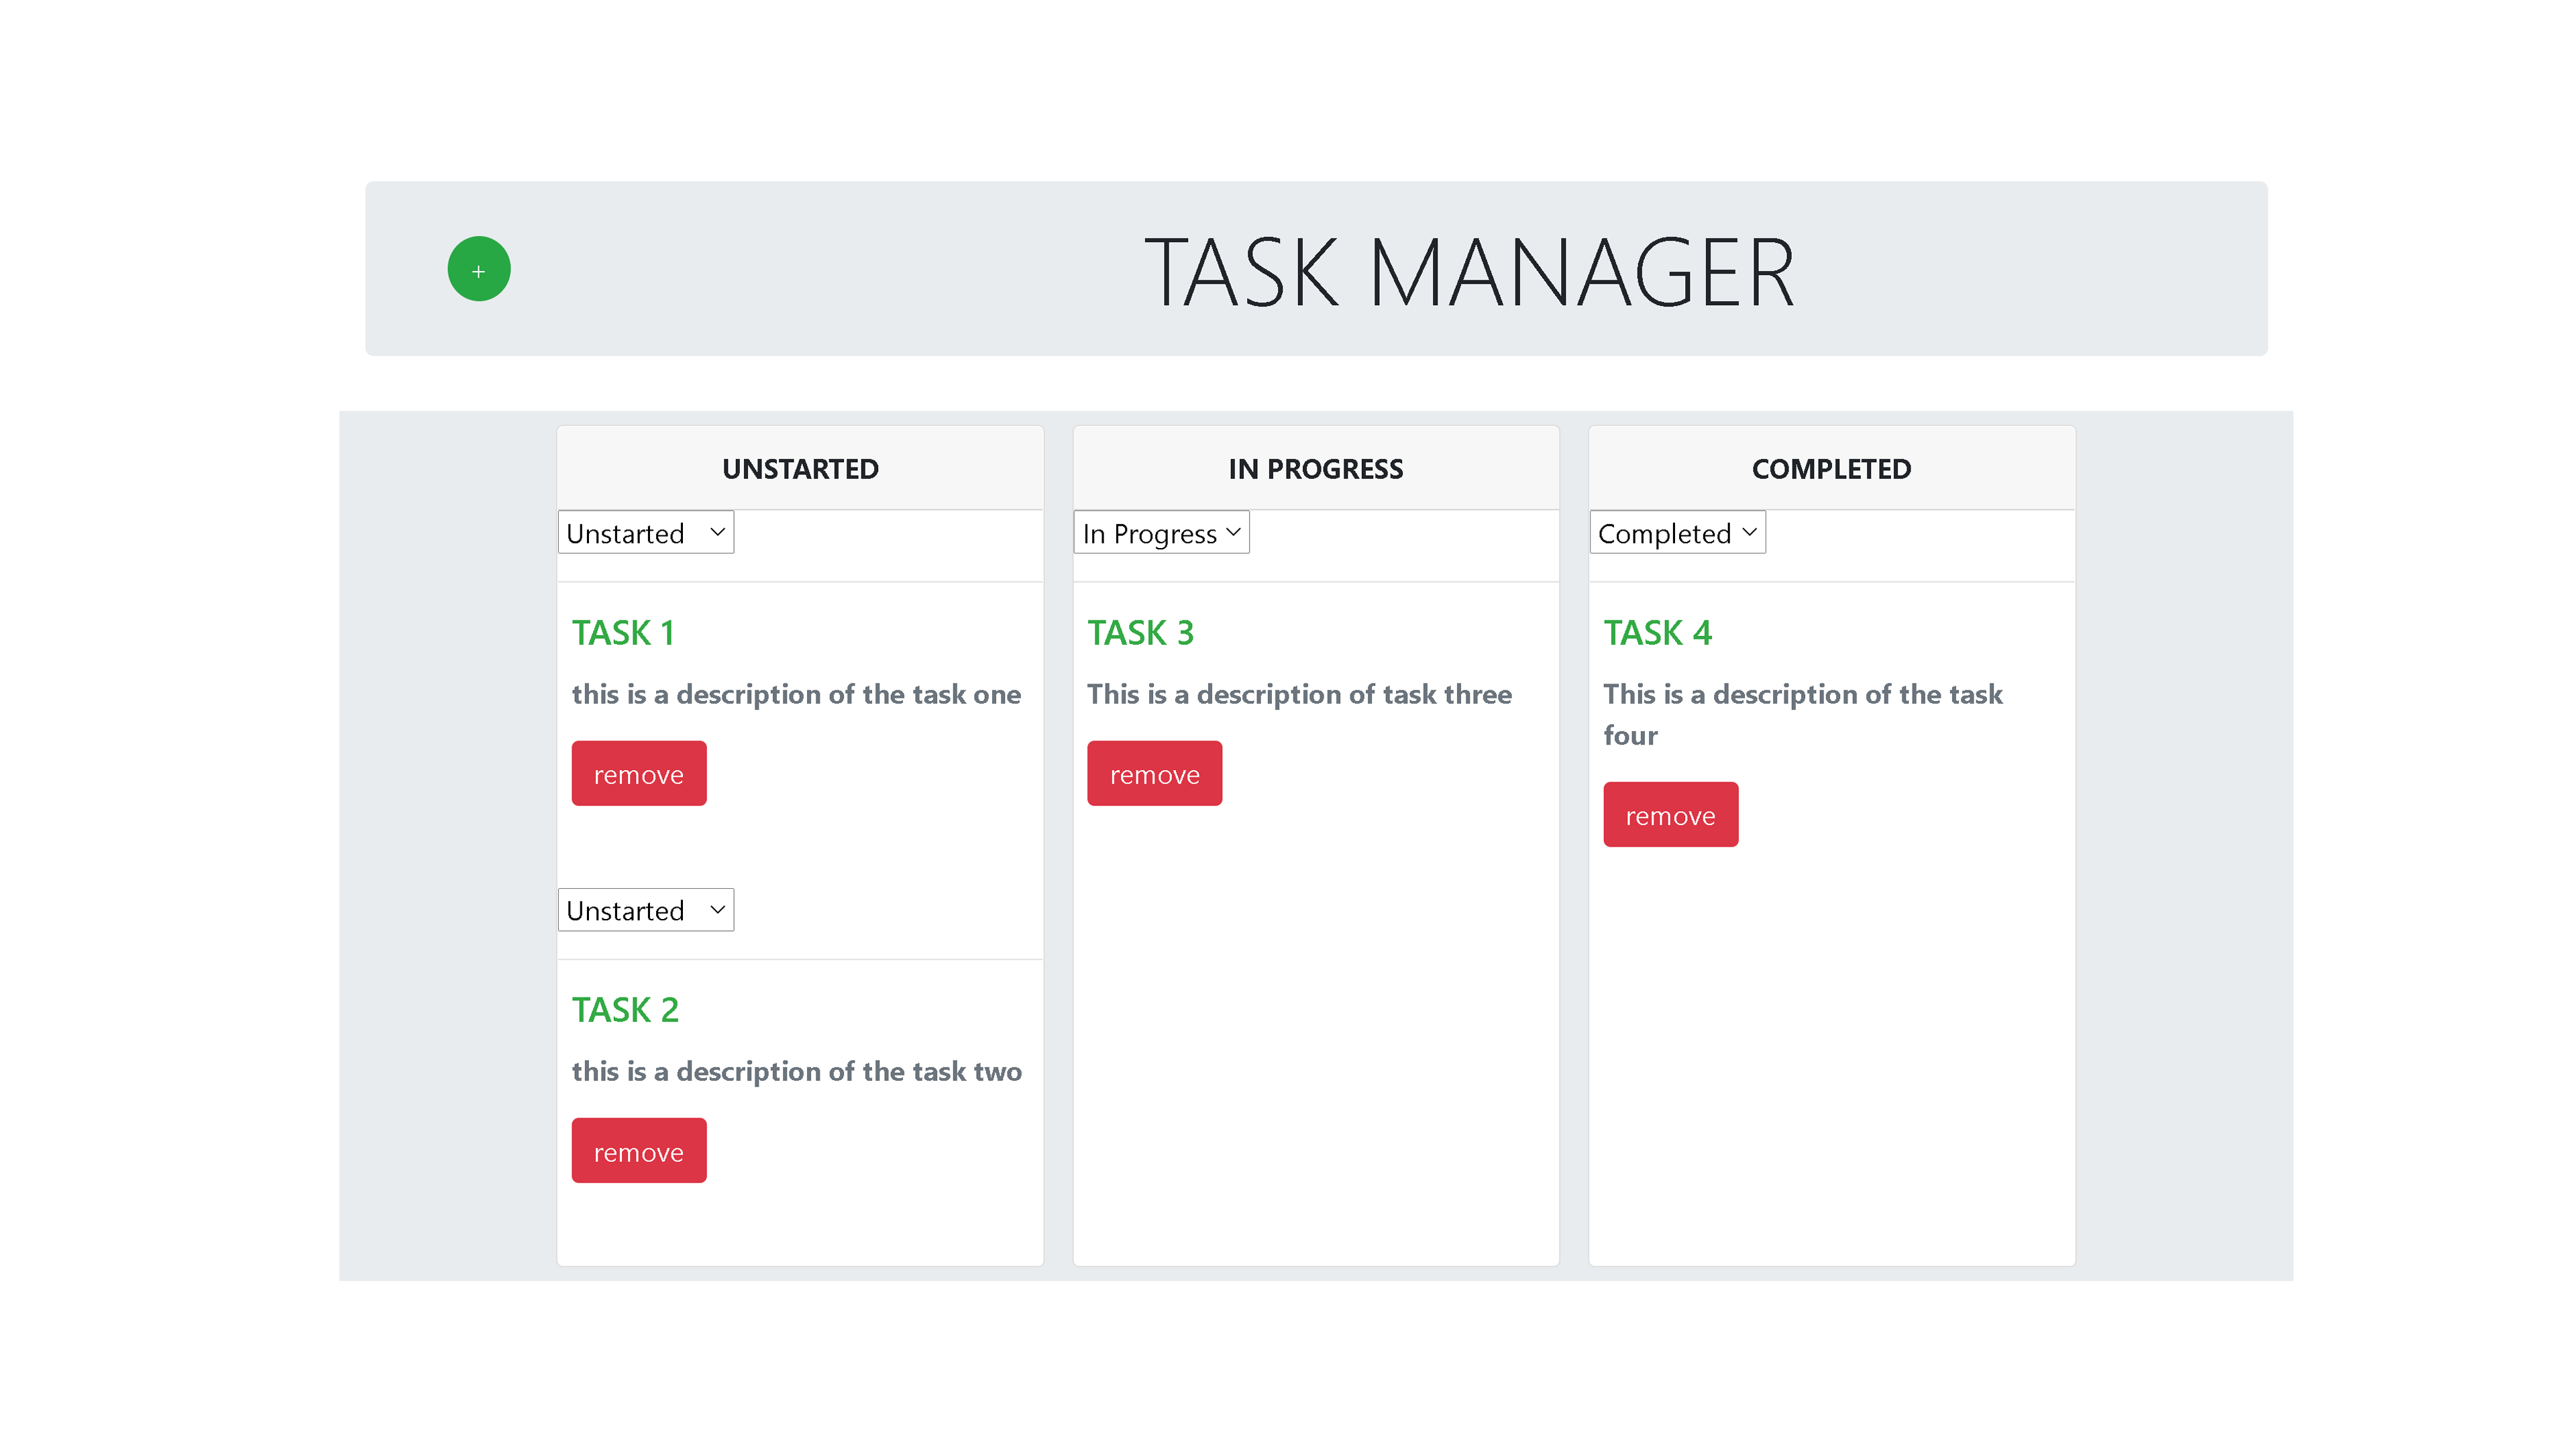 +
TASK MANAGER
UNSTARTED
Unstarted
TASK 1
this is a description of the task one
remove
Unstarted
TASK 2
this is a description of the task two
remove
IN PROGRESS
In Progress
TASK 3
This is a description of task three
remove
COMPLETED
Completed
TASK 4
This is a description of the task
four
remove